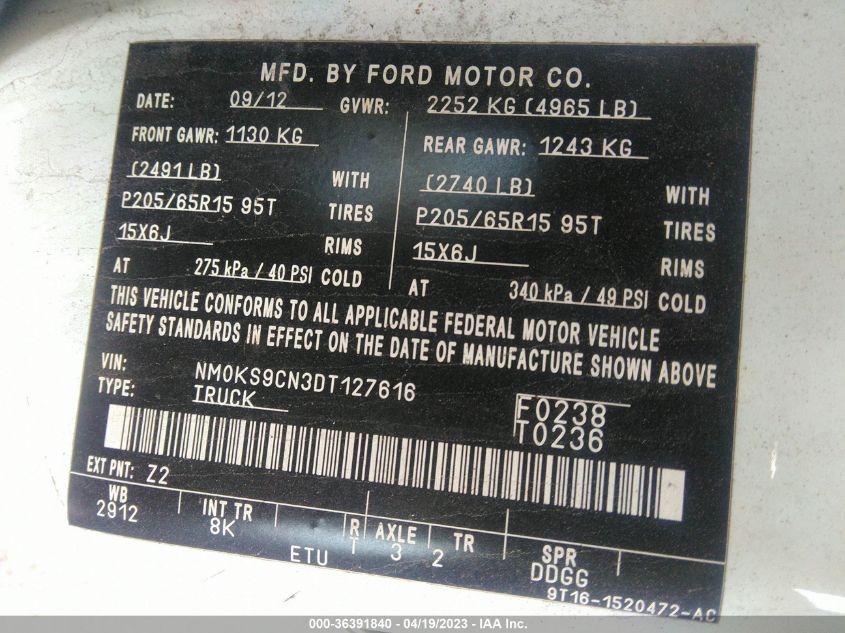 MFD. BY FORD MOTOR CO.
DATE: 09/12 GVWR: 2252 KG (4965 LB)
FRONT GAWR: 1130 KG REAR GAWR: 1243 KG
(2491 LB) WITH (2740 LB) WITH
P205/65R15 95T TIRES P205/65R15 95T TIRES
15X6J RIMS 15X6J RIMS
AT 275 kPa / 40 PSI COLD AT 340 kPa / 49 PSI COLD
THIS VEHICLE CONFORMS TO ALL APPLICABLE FEDERAL MOTOR VEHICLE
SAFETY STANDARDS IN EFFECT ON THE DATE OF MANUFACTURE SHOWN ABOVE
VIN: NM0KS9CN3DT127616
TYPE: TRUCK F0238
T0236
EXT PNT: Z2
WB INT TR R AXLE TR SPR
2912 8K T 3 2 DDGG
ETU
9T16-1520472-AC
000-36391840 - 04/19/2023 - IAA Inc.